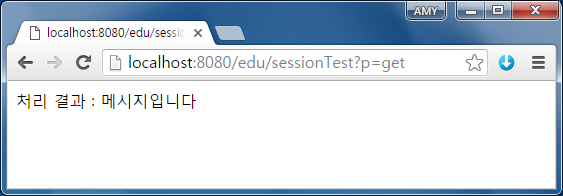 AMY
localhost:8080/edu/sessio
localhost:8080/edu/sessionTest?p=get
처리 결과 : 메시지입니다